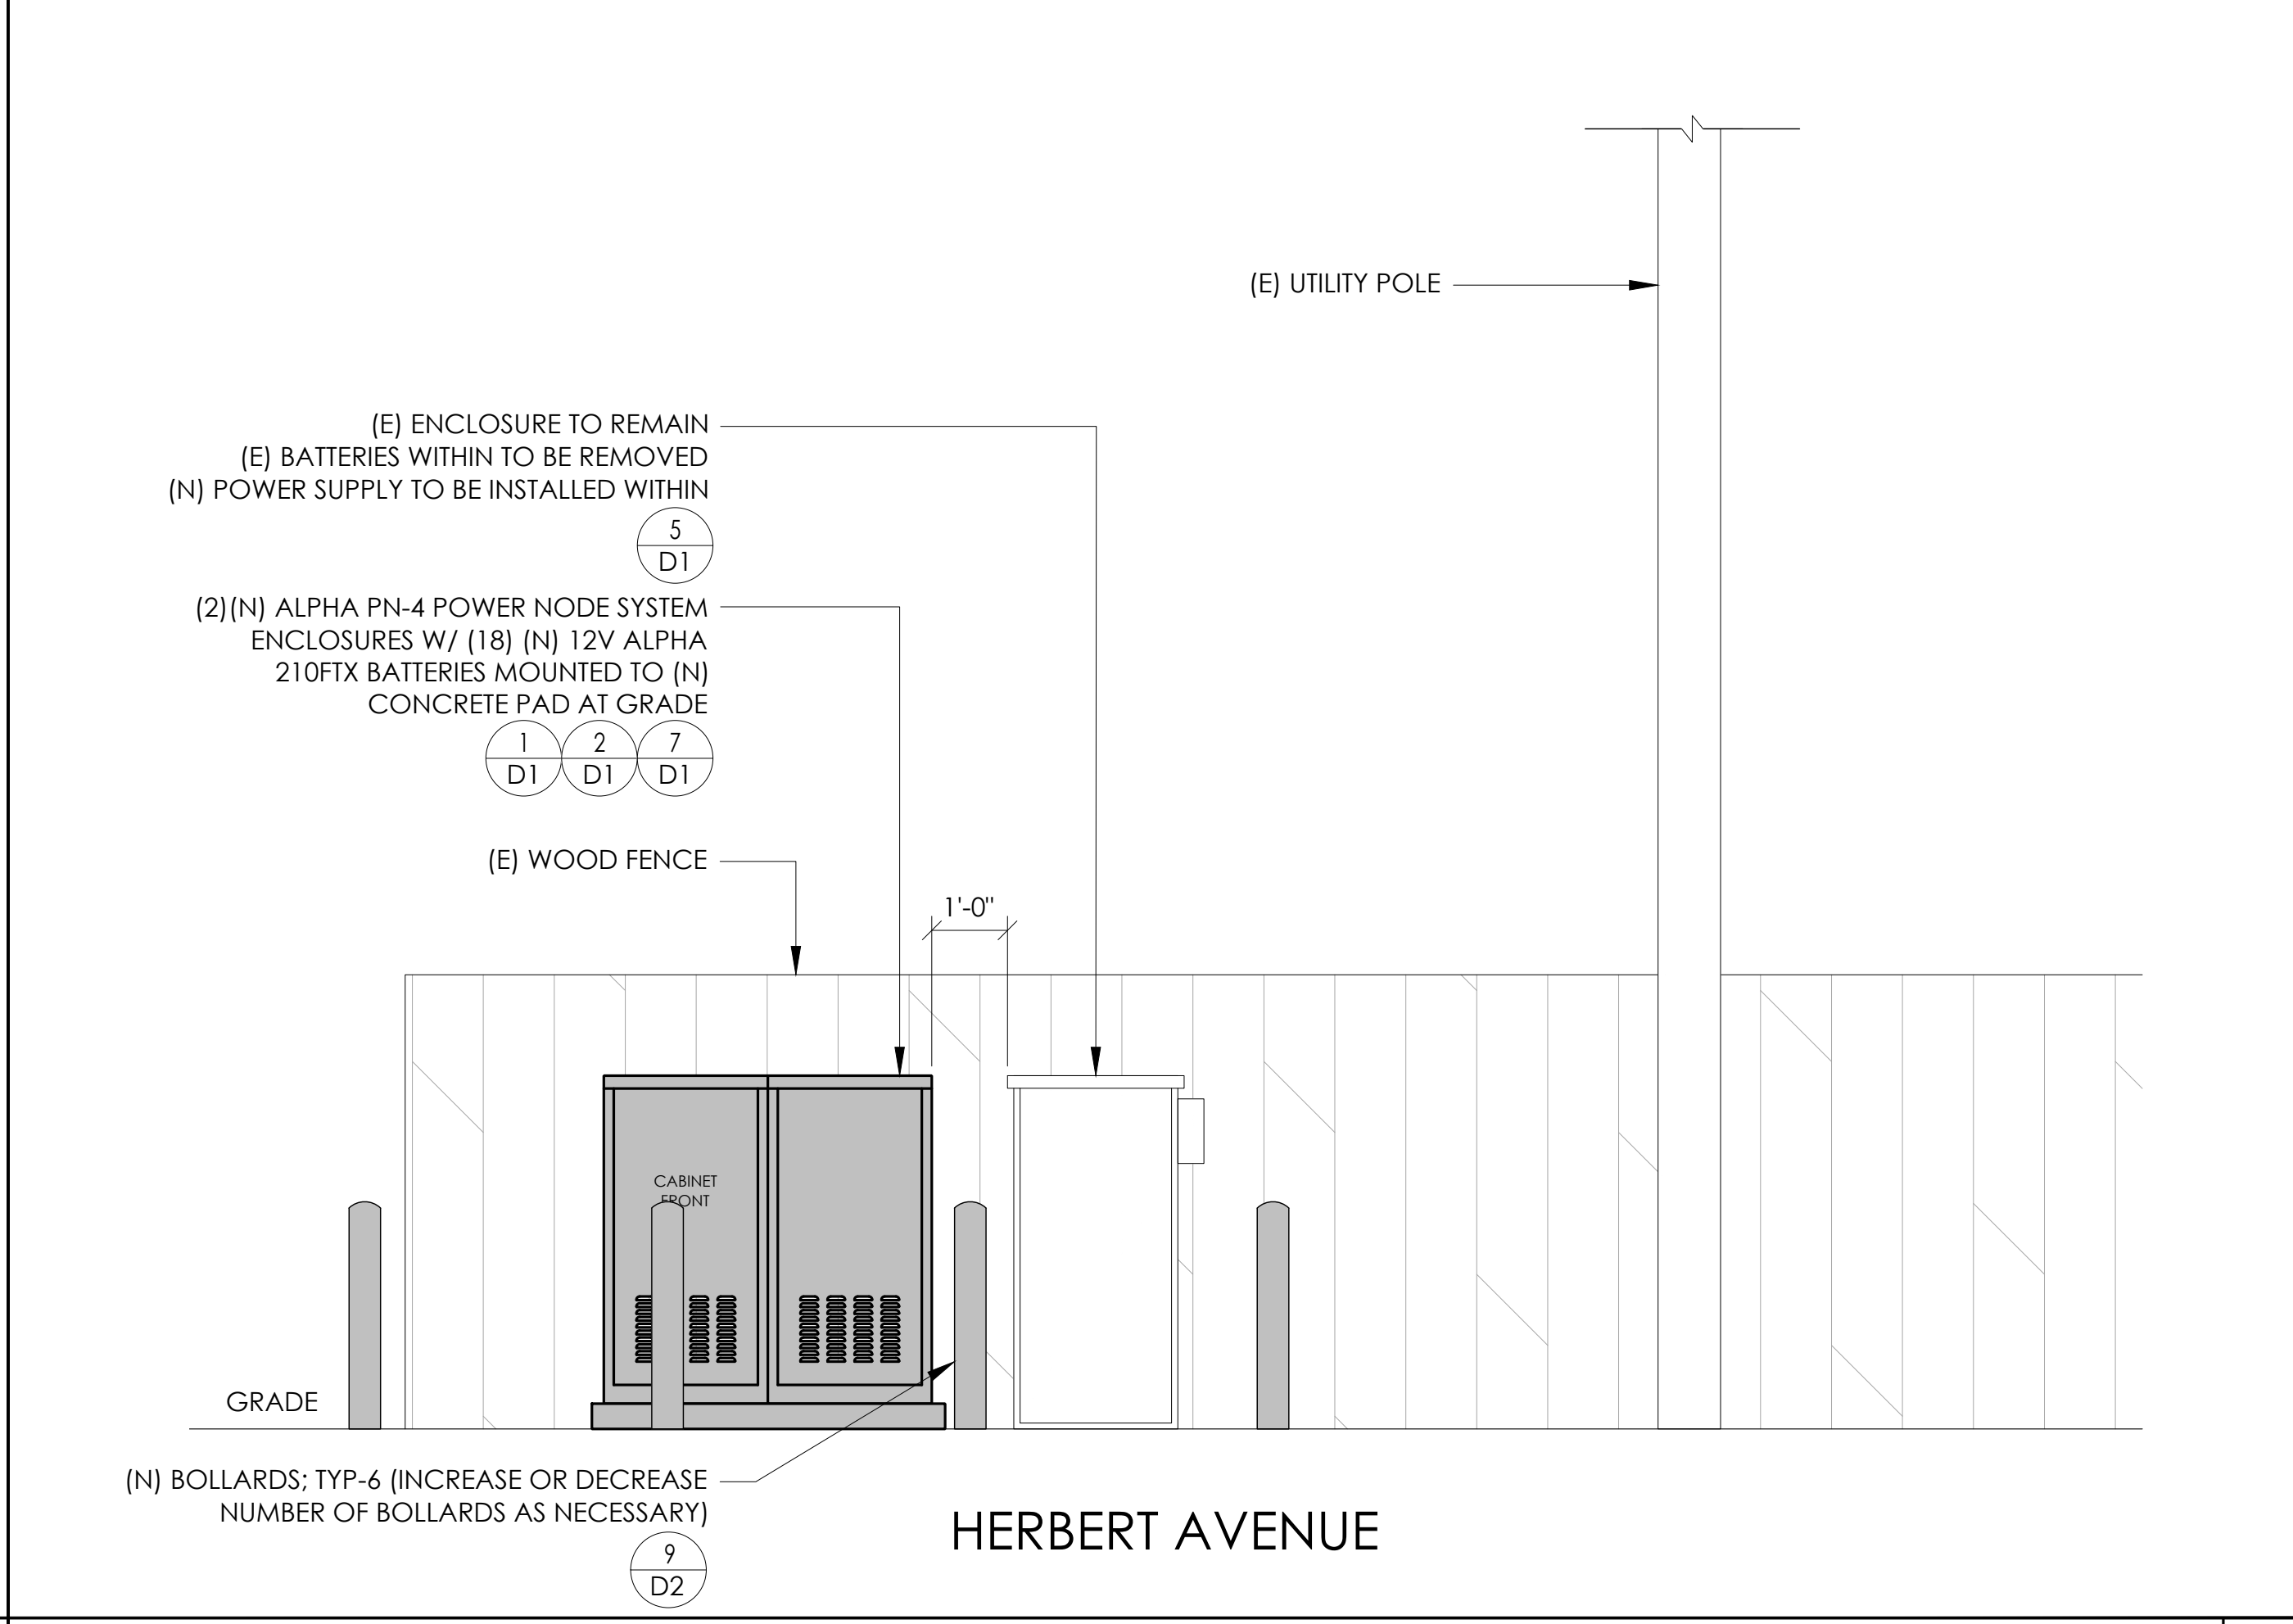 (E) UTILITY POLE
(E) ENCLOSURE TO REMAIN
(E) BATTERIES WITHIN TO BE REMOVED
(N) POWER SUPPLY TO BE INSTALLED WITHIN
5
D1
(2)(N) ALPHA PN-4 POWER NODE SYSTEM
ENCLOSURES W/ (18) (N) 12V ALPHA
210FTX BATTERIES MOUNTED TO (N)
CONCRETE PAD AT GRADE
1 2 7
D1 D1 D1
(E) WOOD FENCE
1'-0"
CABINET
FRONT
GRADE
(N) BOLLARDS; TYP-6 (INCREASE OR DECREASE
NUMBER OF BOLLARDS AS NECESSARY)
9
D2
HERBERT AVENUE